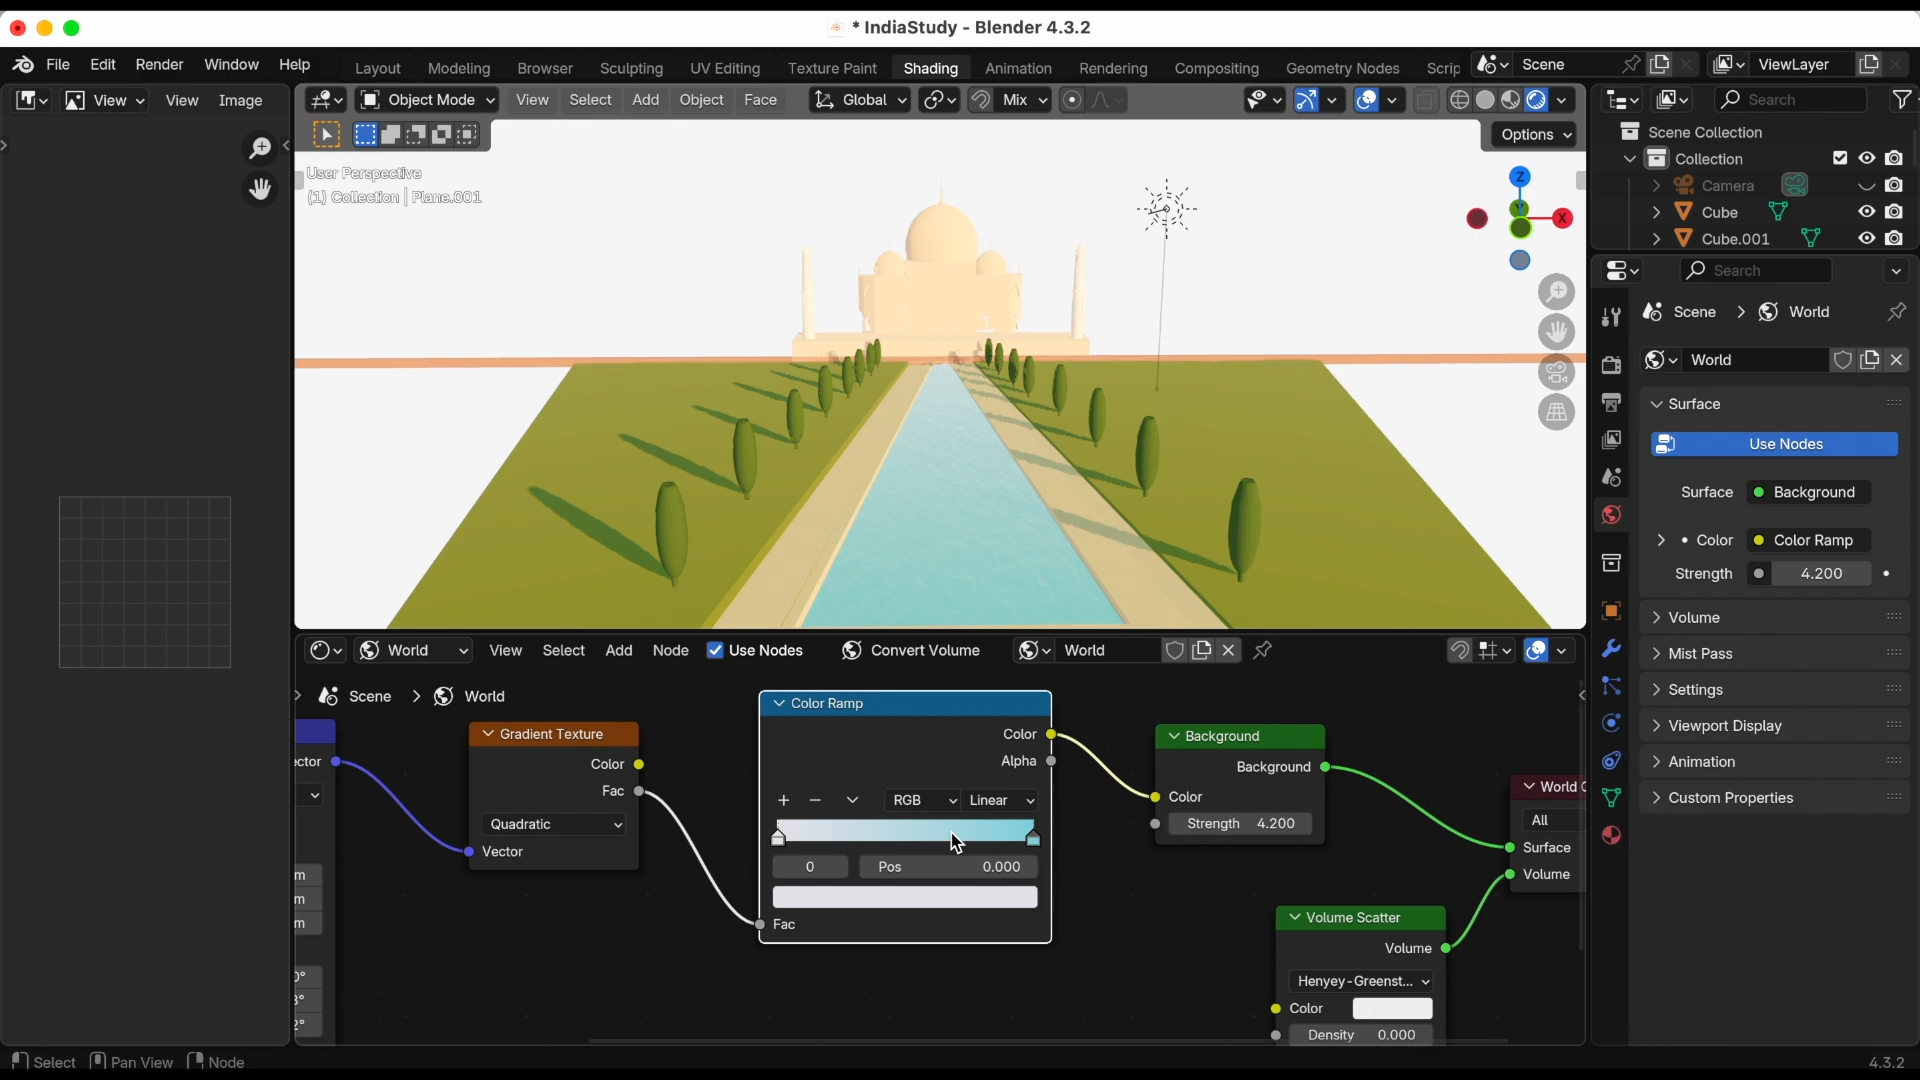 * IndiaStudy - Blender 4.3.2
File Edit Render Window Help
Layout Modeling Browser Sculpting UV Editing Texture Paint Shading Animation Rendering Compositing Geometry Nodes Scrip
Scene ViewLayer
View View Image
Object Mode View Select Add Object Face Global Mix
Search
Options
Scene Collection
User Perspective
(1) Collection | Plane.001
Z
X
Collection
Camera
Cube
Cube.001
Search
Scene > World
World
Surface
Use Nodes
Surface Background
Color Color Ramp
Strength 4.200
Volume
Mist Pass
Settings
Viewport Display
Animation
Custom Properties
World View Select Add Node Use Nodes Convert Volume World
Scene > World
ector
m
m
m
0°
3°
2°
Gradient Texture
Color
Fac
Quadratic
Vector
Color Ramp
Color
Alpha
RGB Linear
0 Pos 0.000
Fac
Background
Background
Color
Strength 4.200
World O
All
Surface
Volume
Volume Scatter
Volume
Henyey-Greenst...
Color
Density 0.000
Select Pan View Node
4.3.2